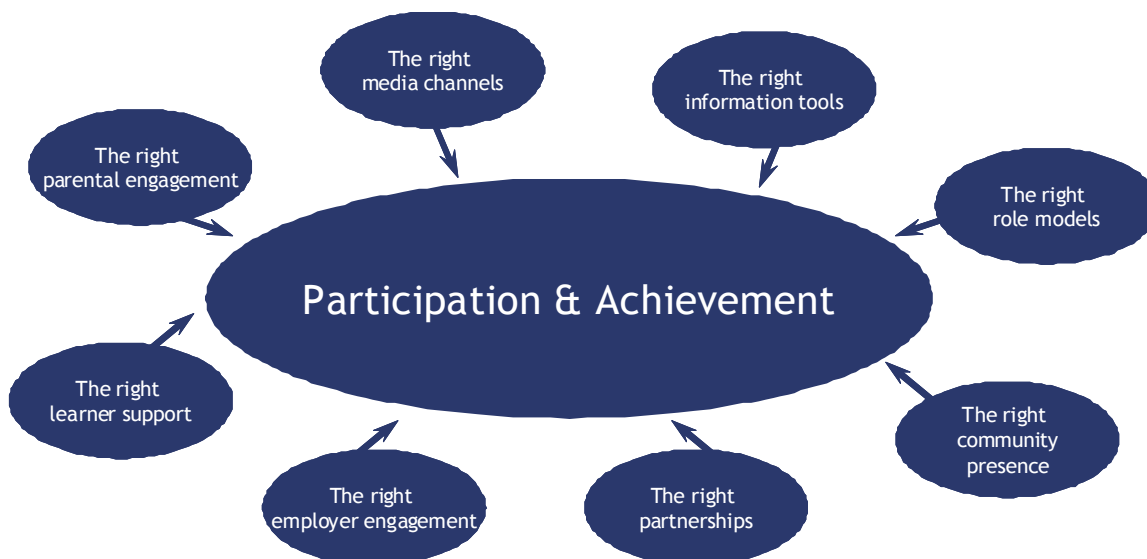 The right
media channels
The right
information tools
The right
parental engagement
The right
role models
Participation & Achievement
The right
learner support
The right
community
presence
The right
employer engagement
The right
partnerships